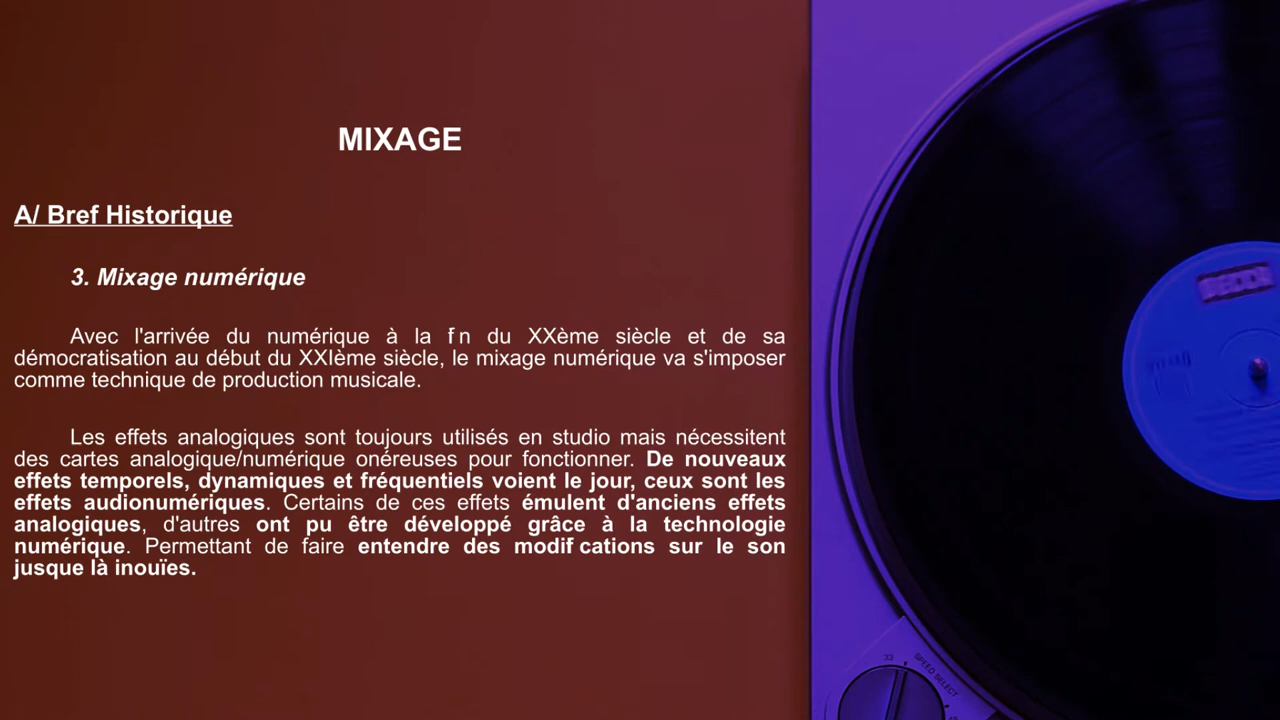 MIXAGE
A/ Bref Historique
3. Mixage numérique
Avec l'arrivée du numérique à la f n du XXème siècle et de sa
démocratisation au début du XXIème siècle, le mixage numérique va s'imposer
comme technique de production musicale.
Les effets analogiques sont toujours utilisés en studio mais nécessitent
des cartes analogique/numérique onéreuses pour fonctionner. De nouveaux
effets temporels, dynamiques et fréquentiels voient le jour, ceux sont les
effets audionumériques. Certains de ces effets émulent d'anciens effets
analogiques, d'autres ont pu être développé grâce à la technologie
numérique. Permettant de faire entendre des modif cations sur le son
jusque là inouïes.
DECCA
33
SPEED SELECT